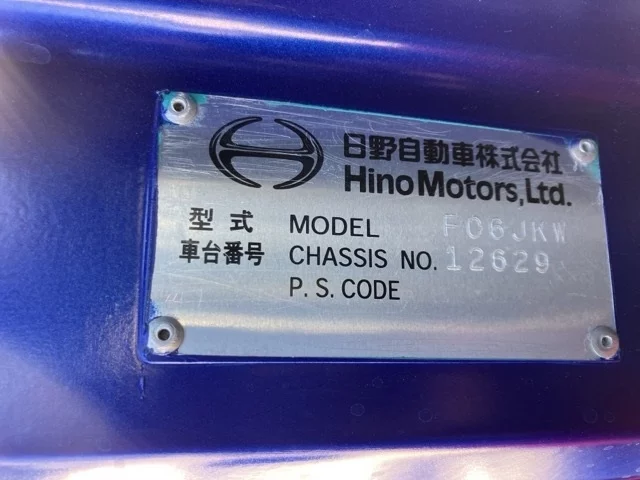 日野自動車株式会社
Hino Motors, Ltd.
型式 MODEL FC6JKW
車台番号 CHASSIS NO. 12629
P. S. CODE